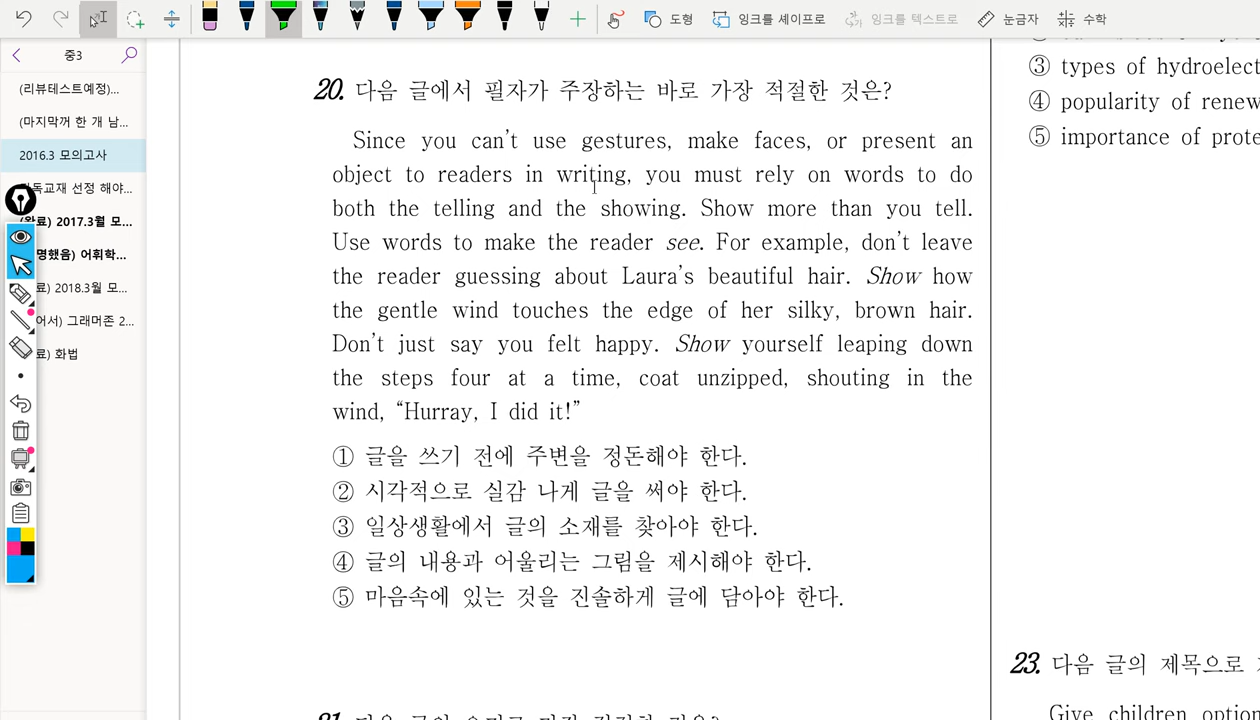 도형
잉크를 셰이프로
잉크를 텍스트로
눈금자
수학
중3
(리뷰테스트예정)...
(마지막꺼 한 개 남...
2016.3 모의고사
독교재 선정 해야...
2017.3월 모...
명했음) 어휘학...
료) 2018.3월 모...
어서) 그래머존 2...
료) 화법
20. 다음 글에서 필자가 주장하는 바로 가장 적절한 것은?
Since you can't use gestures, make faces, or present an
object to readers in writing, you must rely on words to do
both the telling and the showing. Show more than you tell.
Use words to make the reader see. For example, don't leave
the reader guessing about Laura's beautiful hair. Show how
the gentle wind touches the edge of her silky, brown hair.
Don't just say you felt happy. Show yourself leaping down
the steps four at a time, coat unzipped, shouting in the
wind, “Hurray, I did it!”
① 글을 쓰기 전에 주변을 정돈해야 한다.
② 시각적으로 실감 나게 글을 써야 한다.
③ 일상생활에서 글의 소재를 찾아야 한다.
④ 글의 내용과 어울리는 그림을 제시해야 한다.
⑤ 마음속에 있는 것을 진솔하게 글에 담아야 한다.
③ types of hydroelect
④ popularity of renew
⑤ importance of prote
23. 다음 글의 제목으로
Give children option